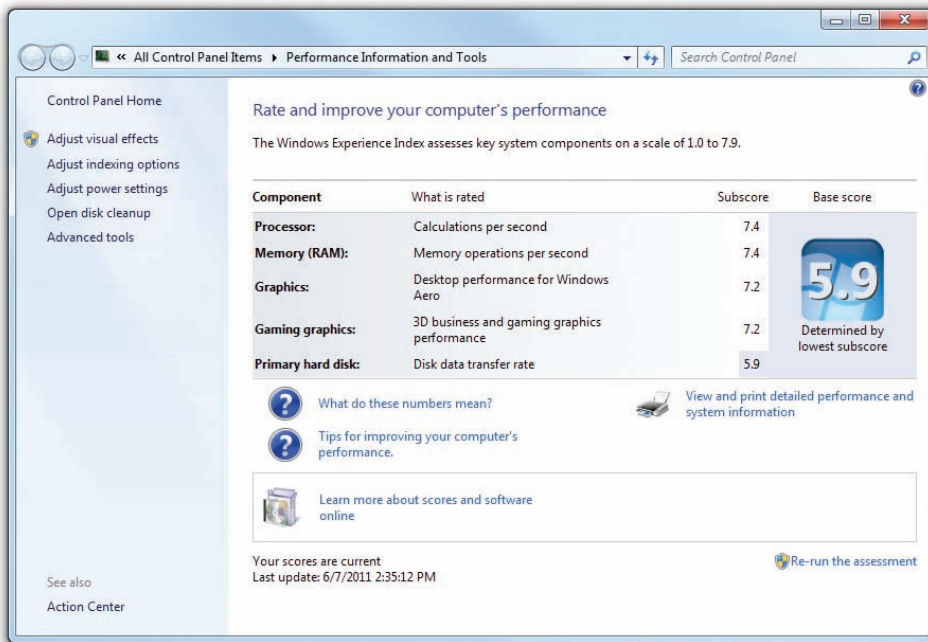 « All Control Panel Items ▸ Performance Information and Tools
Search Control Panel
Control Panel Home
Adjust visual effects
Adjust indexing options
Adjust power settings
Open disk cleanup
Advanced tools
See also
Action Center
Rate and improve your computer's performance
The Windows Experience Index assesses key system components on a scale of 1.0 to 7.9.
Component What is rated Subscore Base score
Processor: Calculations per second 7.4
Memory (RAM): Memory operations per second 7.4
Graphics: Desktop performance for Windows
Aero 7.2
Gaming graphics: 3D business and gaming graphics
performance 7.2
Primary hard disk: Disk data transfer rate 5.9
5.9
Determined by
lowest subscore
What do these numbers mean?
View and print detailed performance and
system information
Tips for improving your computer's
performance.
Learn more about scores and software
online
Your scores are current
Last update: 6/7/2011 2:35:12 PM
Re-run the assessment